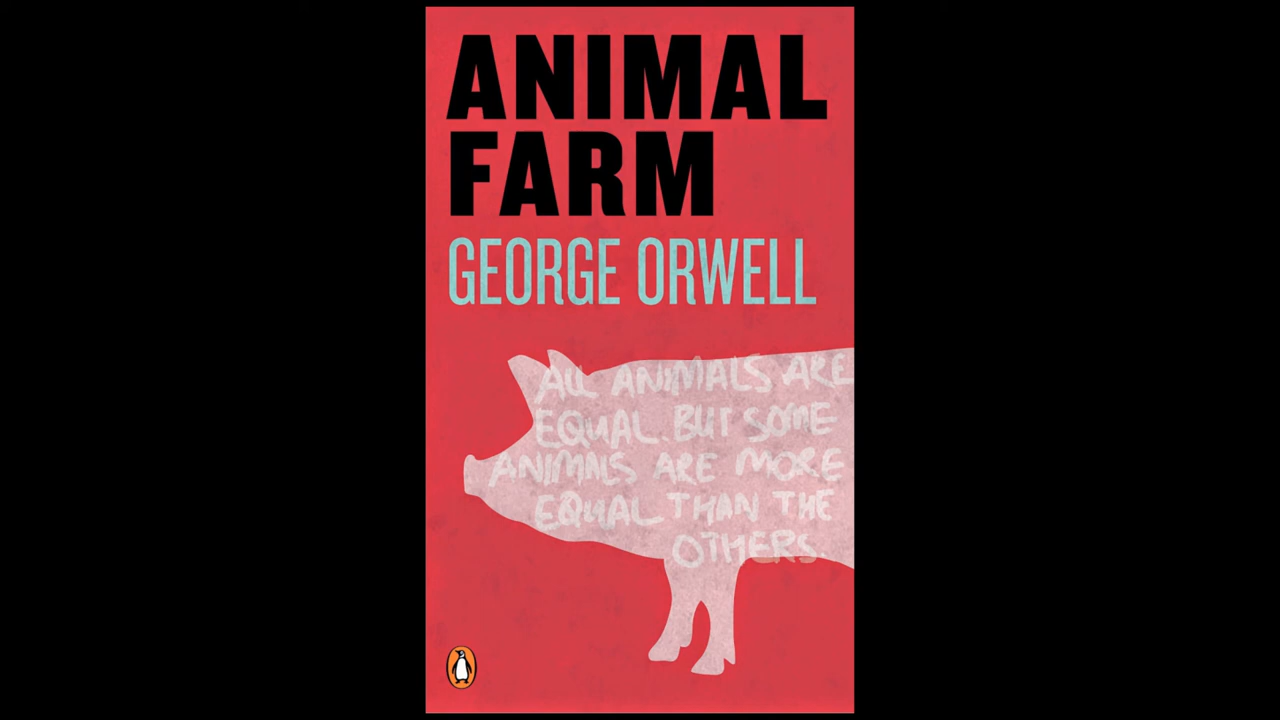 ANIMAL
FARM
GEORGE ORWELL
ALL ANIMALS ARE
EQUAL. BUT SOME
ANIMALS ARE MORE
EQUAL THAN THE
OTHERS.